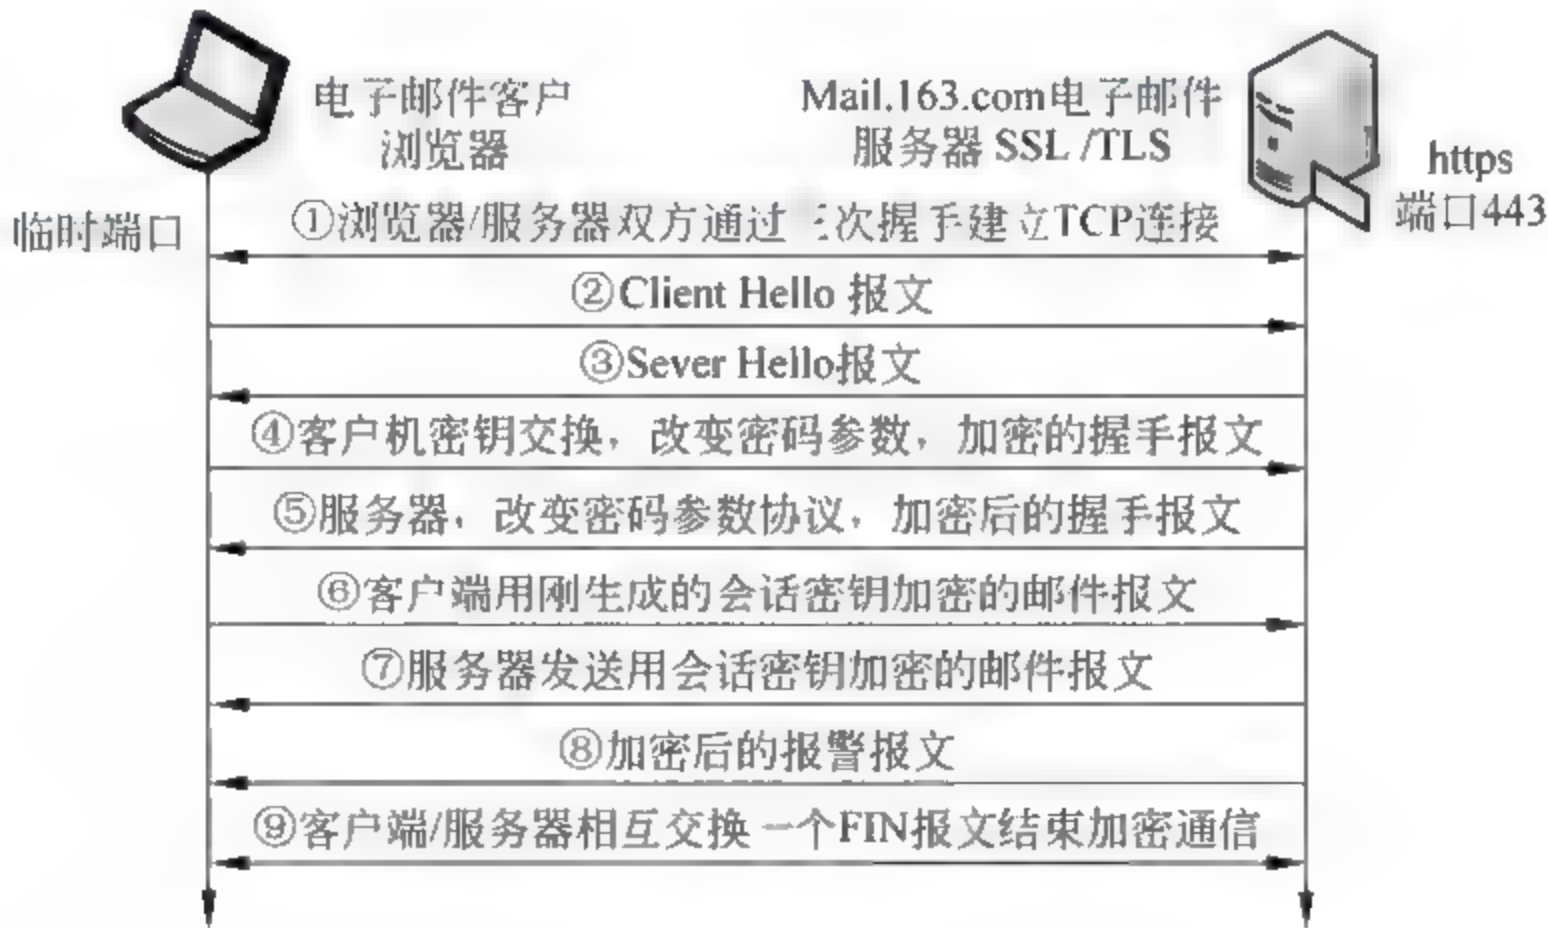 电子邮件客户
浏览器
Mail.163.com电子邮件
服务器 SSL /TLS
https
端口443
临时端口
①浏览器/服务器双方通过三次握手建立TCP连接
②Client Hello 报文
③Sever Hello报文
④客户机密钥交换，改变密码参数，加密的握手报文
⑤服务器，改变密码参数协议，加密后的握手报文
⑥客户端用刚生成的会话密钥加密的邮件报文
⑦服务器发送用会话密钥加密的邮件报文
⑧加密后的报警报文
⑨客户端/服务器相互交换一个FIN报文结束加密通信